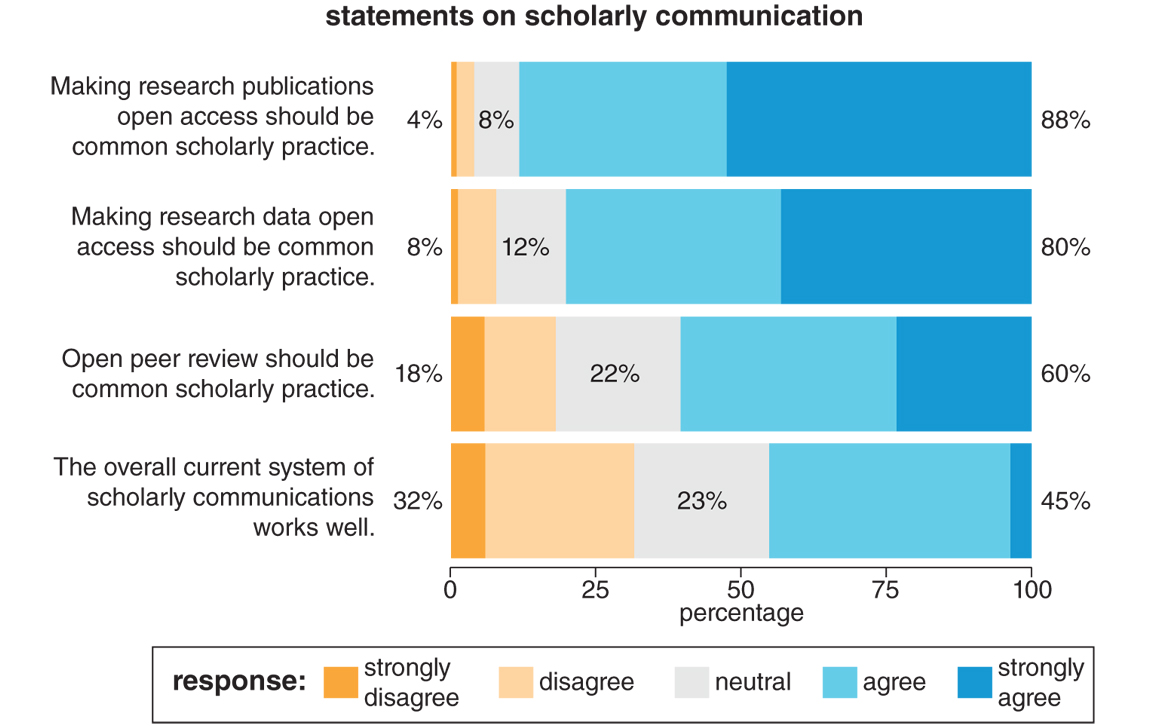 statements on scholarly communication
Making research publications
open access should be
common scholarly practice.
4%
8%
88%
Making research data open
access should be common
scholarly practice.
8%
12%
80%
Open peer review should be
common scholarly practice.
18%
22%
60%
The overall current system of
scholarly communications
works well.
32%
23%
45%
0 25 50 75 100
percentage
response:
strongly
disagree
disagree
neutral
agree
strongly
agree